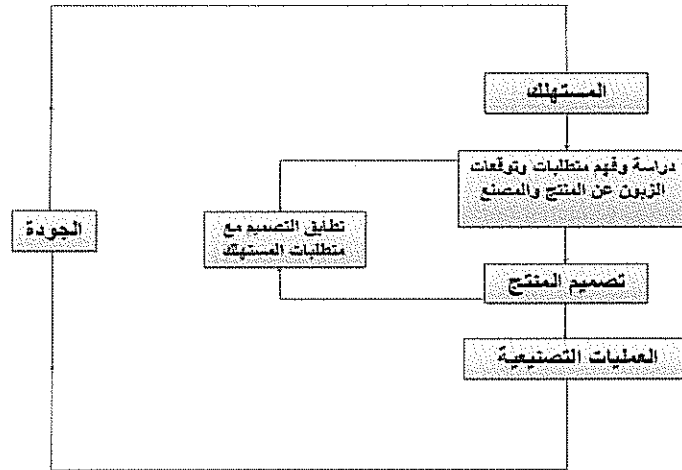 المستهلك
دراسة وفهم متطلبات وتوقعات
الزبون عن المنتج والمصنع
الجودة
تطابق التصميم مع
متطلبات المستهلك
تصميم المنتج
العمليات التصنيعية